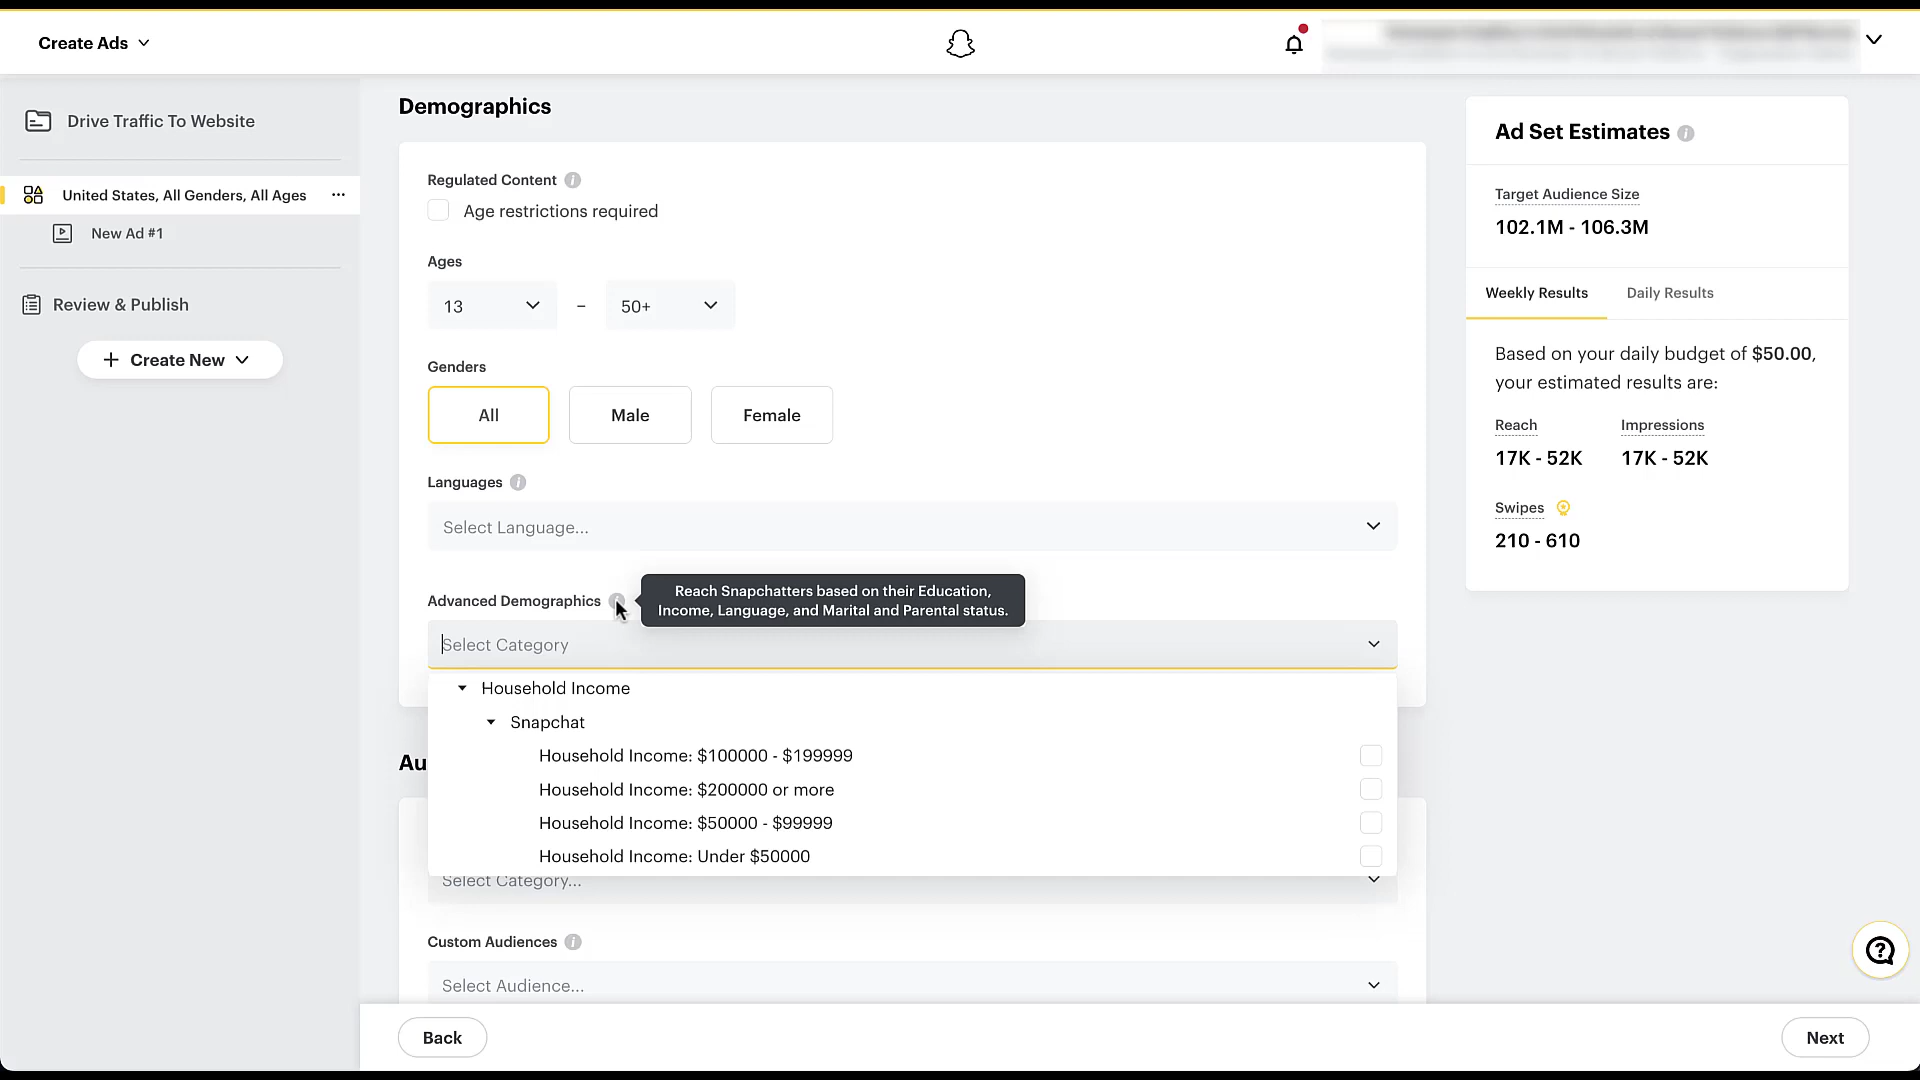 Create Ads
Drive Traffic To Website
United States, All Genders, All Ages
New Ad #1
Review & Publish
+ Create New
Demographics
Regulated Content
Age restrictions required
Ages
13 – 50+
Genders
All Male Female
Languages
Select Language...
Advanced Demographics
Reach Snapchatters based on their Education,
Income, Language, and Marital and Parental status.
Select Category
Household Income
Snapchat
Household Income: $100000 - $199999
Household Income: $200000 or more
Household Income: $50000 - $99999
Household Income: Under $50000
Au
Select Category...
Custom Audiences
Select Audience...
Back
Next
Ad Set Estimates
Target Audience Size
102.1M - 106.3M
Weekly Results Daily Results
Based on your daily budget of $50.00,
your estimated results are:
Reach Impressions
17K - 52K 17K - 52K
Swipes
210 - 610